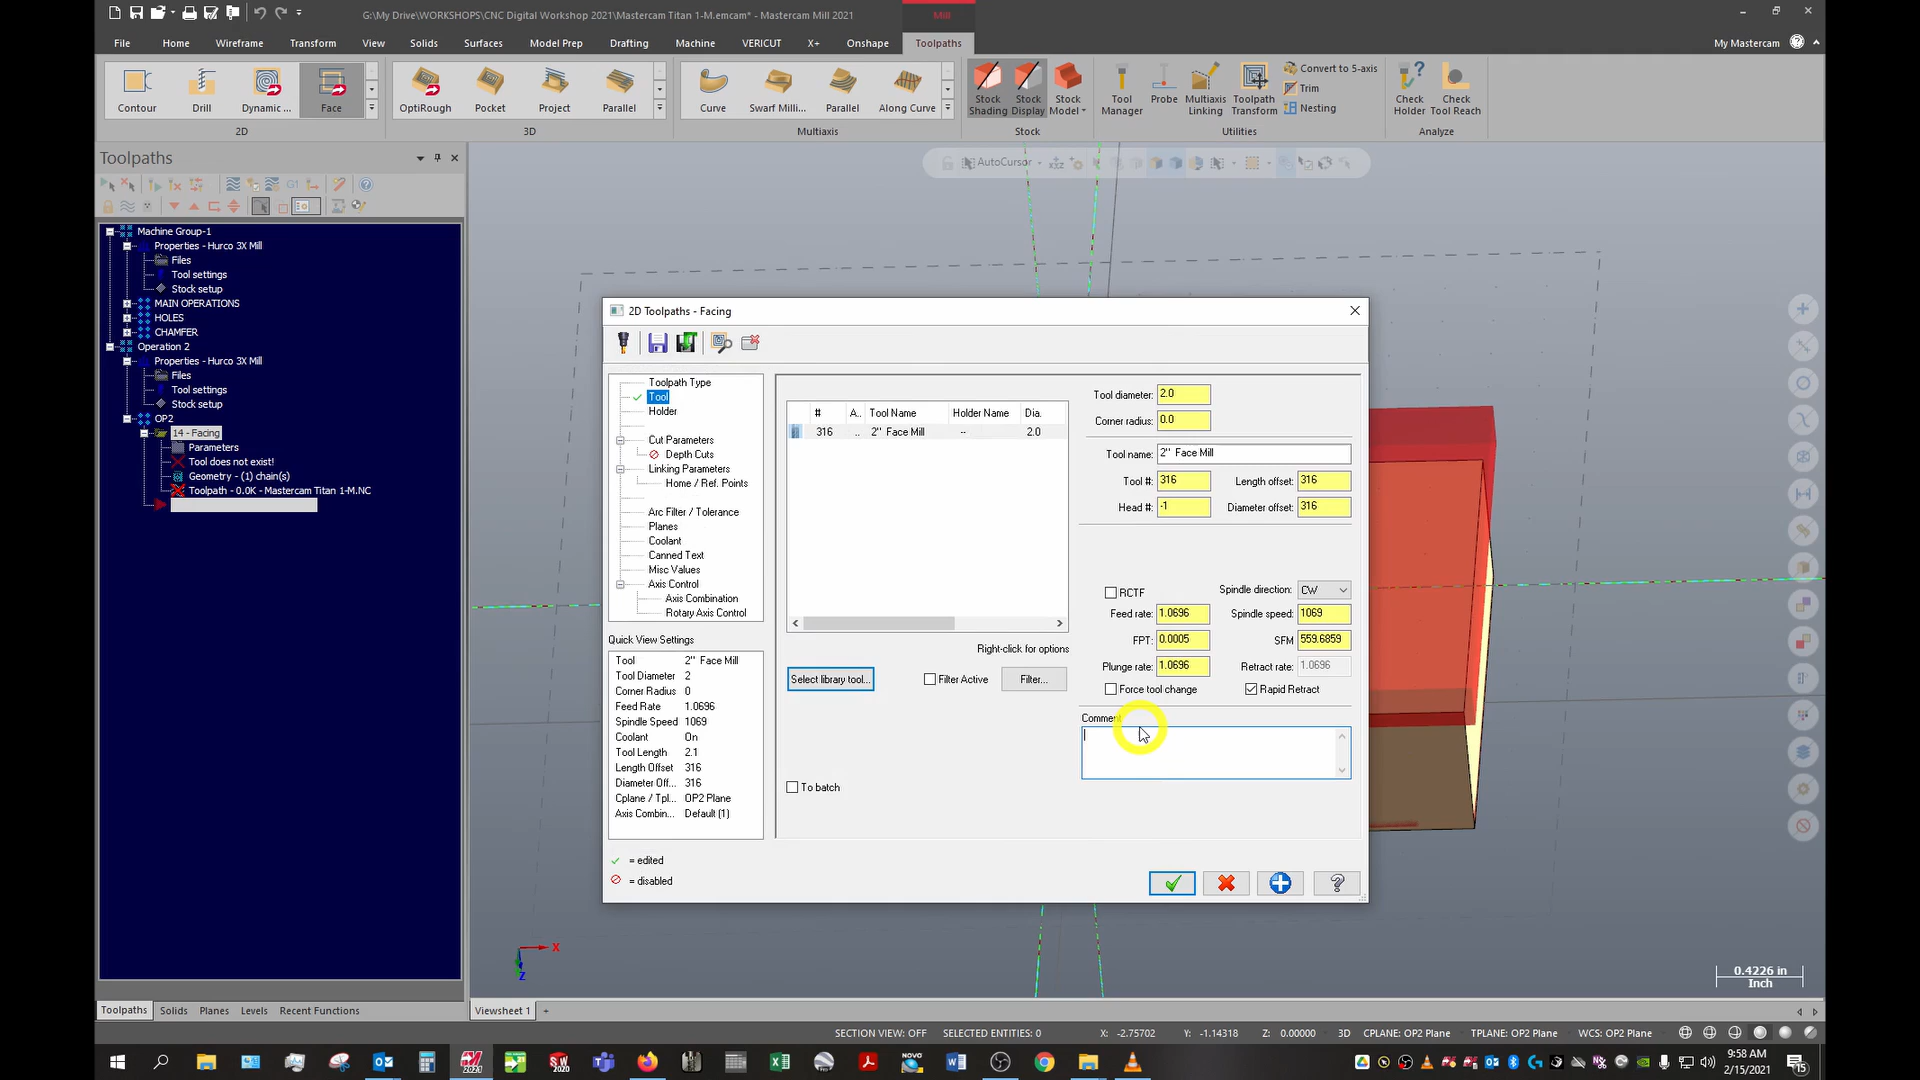 G:\My Drive\WORKSHOPS\CNC Digital Workshop 2021\Mastercam Titan 1-M.emcam* - Mastercam Mill 2021
Mill
File Home Wireframe Transform View Solids Surfaces Model Prep Drafting Machine VERICUT X+ Onshape Toolpaths My Mastercam
Contour Drill Dynamic ... Face OptiRough Pocket Project Parallel Curve Swarf Milli... Parallel Along Curve Stock Shading Stock Display Stock Model Tool Manager Probe Multiaxis Linking Toolpath Transform Convert to 5-axis Trim Nesting Check Holder Check Tool Reach
2D 3D Multiaxis Stock Utilities Analyze
Toolpaths
AutoCursor
G1
Machine Group-1
Properties - Hurco 3X Mill
Files
Tool settings
Stock setup
MAIN OPERATIONS
HOLES
CHAMFER
Operation 2
Properties - Hurco 3X Mill
Files
Tool settings
Stock setup
OP2
14 - Facing
Parameters
Tool does not exist!
Geometry - (1) chain(s)
Toolpath - 0.0K - Mastercam Titan 1-M.NC
2D Toolpaths - Facing
Toolpath Type
Tool
Holder
Cut Parameters
Depth Cuts
Linking Parameters
Home / Ref. Points
Arc Filter / Tolerance
Planes
Coolant
Canned Text
Misc Values
Axis Control
Axis Combination
Rotary Axis Control
Quick View Settings
Tool 2" Face Mill
Tool Diameter 2
Corner Radius 0
Feed Rate 1.0696
Spindle Speed 1069
Coolant On
Tool Length 2.1
Length Offset 316
Diameter Off... 316
Cplane / Tpl... OP2 Plane
Axis Combin... Default (1)
= edited
= disabled
# A.. Tool Name Holder Name Dia.
316 .. 2" Face Mill -- 2.0
Right-click for options
Select library tool... Filter Active Filter...
To batch
Tool diameter: 2.0
Corner radius: 0.0
Tool name: 2" Face Mill
Tool #: 316 Length offset: 316
Head #: -1 Diameter offset: 316
RCTF Spindle direction: CW
Feed rate: 1.0696 Spindle speed: 1069
FPT: 0.0005 SFM 559.6859
Plunge rate: 1.0696 Retract rate: 1.0696
Force tool change Rapid Retract
Comment
X
Z
0.4226 in
Inch
Toolpaths Solids Planes Levels Recent Functions Viewsheet 1 +
SECTION VIEW: OFF SELECTED ENTITIES: 0 X: -2.75702 Y: -1.14318 Z: 0.00000 3D CPLANE: OP2 Plane TPLANE: OP2 Plane WCS: OP2 Plane
9:58 AM
2/15/2021